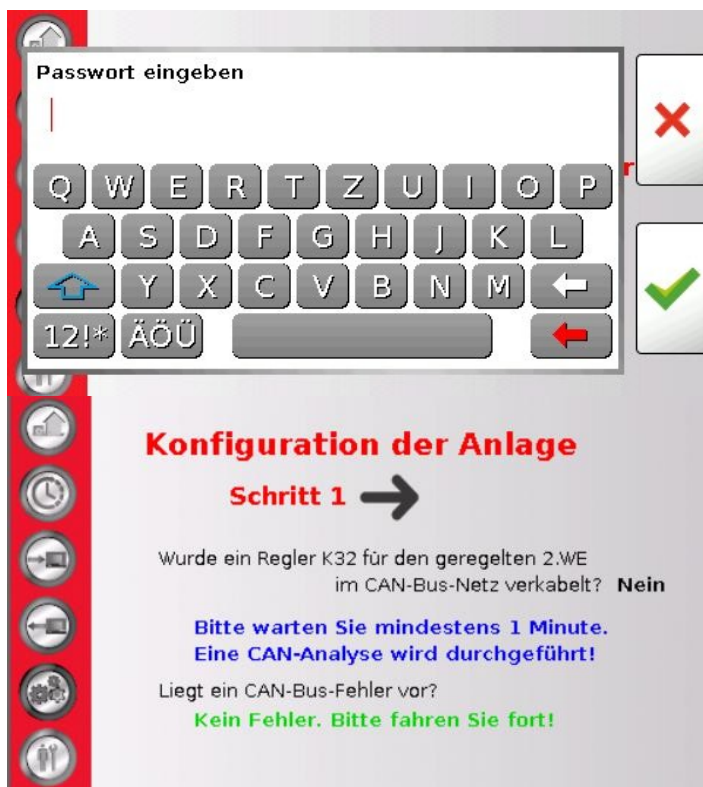 Passwort eingeben
r
Q W E R T Z U I O P
A S D F G H J K L
Y X C V B N M
12!* ÄÖÜ
Konfiguration der Anlage
Schritt 1
Wurde ein Regler K32 für den geregelten 2.WE
im CAN-Bus-Netz verkabelt? Nein
Bitte warten Sie mindestens 1 Minute.
Eine CAN-Analyse wird durchgeführt!
Liegt ein CAN-Bus-Fehler vor?
Kein Fehler. Bitte fahren Sie fort!